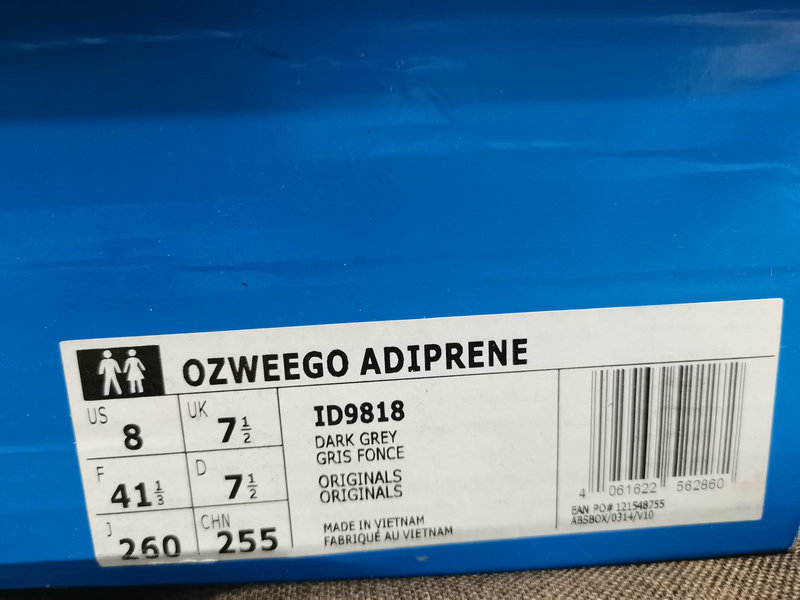 OZWEEGO ADIPRENE
US 8 UK 7 1/2
F 41 1/3 D 7 1/2
J 260 CHN 255
ID9818
DARK GREY
GRIS FONCE
ORIGINALS
ORIGINALS
MADE IN VIETNAM
FABRIQUÉ AU VIETNAM
4 061622 562860
EAN PO# 121548755
ABSBOX/0314/V10